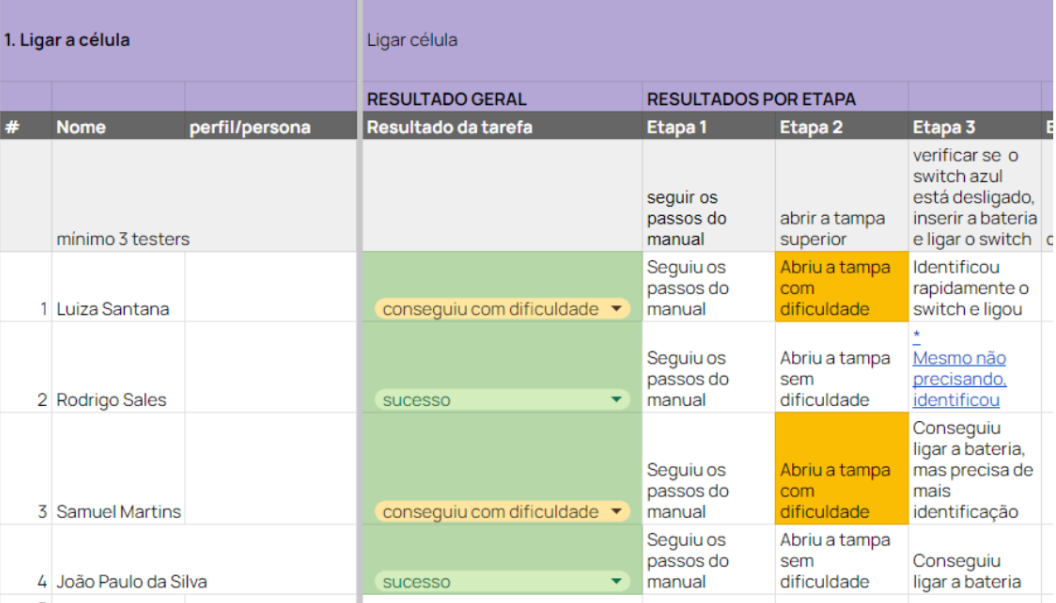 1. Ligar a célula
Ligar célula
RESULTADO GERAL
RESULTADOS POR ETAPA
#
Nome
perfil/persona
Resultado da tarefa
Etapa 1
Etapa 2
Etapa 3
mínimo 3 testers
seguir os
passos do
manual
abrir a tampa
superior
verificar se o
switch azul
está desligado,
inserir a bateria
e ligar o switch
1
Luiza Santana
conseguiu com dificuldade
Seguiu os
passos do
manual
Abriu a tampa
com
dificuldade
Identificou
rapidamente o
switch e ligou
2
Rodrigo Sales
sucesso
Seguiu os
passos do
manual
Abriu a tampa
sem
dificuldade
*
Mesmo não
precisando,
identificou
3
Samuel Martins
conseguiu com dificuldade
Seguiu os
passos do
manual
Abriu a tampa
com
dificuldade
Conseguiu
ligar a bateria,
mas precisa de
mais
identificação
4
João Paulo da Silva
sucesso
Seguiu os
passos do
manual
Abriu a tampa
sem
dificuldade
Conseguiu
ligar a bateria